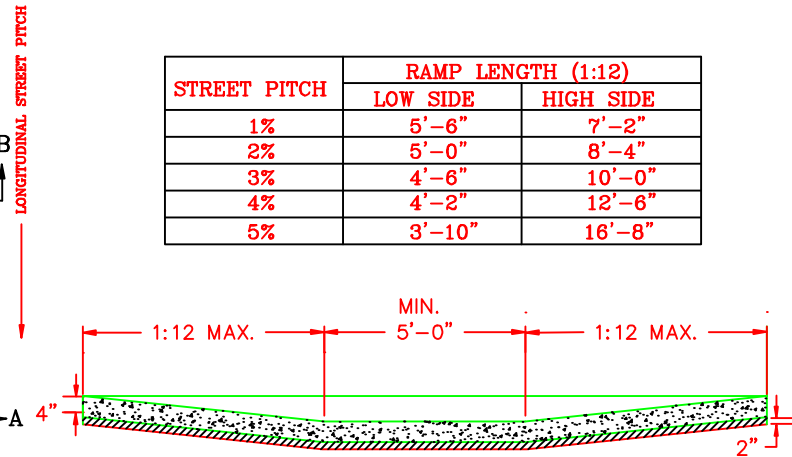 LONGITUDINAL STREET PITCH
B
STREET PITCH
RAMP LENGTH (1:12)
LOW SIDE HIGH SIDE
1% 5'-6" 7'-2"
2% 5'-0" 8'-4"
3% 4'-6" 10'-0"
4% 4'-2" 12'-6"
5% 3'-10" 16'-8"
MIN.
1:12 MAX. 5'-0" 1:12 MAX.
A 4"
2"